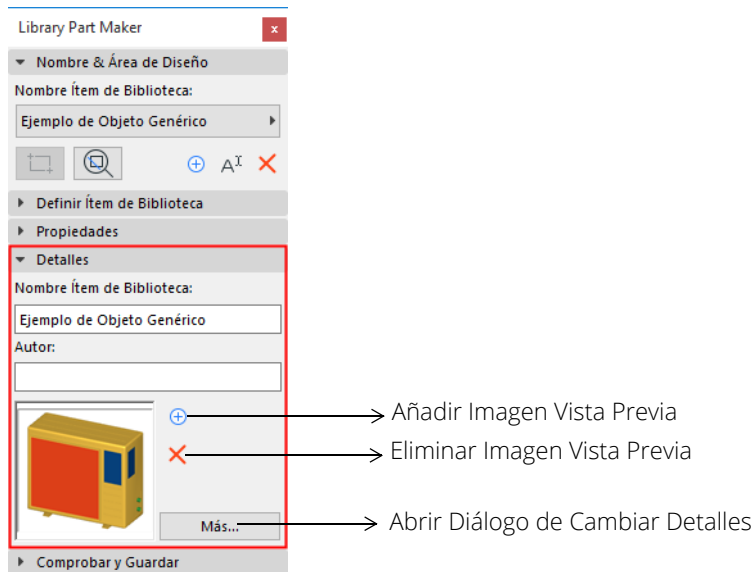 Library Part Maker
x
Nombre & Área de Diseño
Nombre Ítem de Biblioteca:
Ejemplo de Objeto Genérico
A
Definir Ítem de Biblioteca
Propiedades
Detalles
Nombre Ítem de Biblioteca:
Ejemplo de Objeto Genérico
Autor:
Añadir Imagen Vista Previa
Eliminar Imagen Vista Previa
Más...
Abrir Diálogo de Cambiar Detalles
Comprobar y Guardar